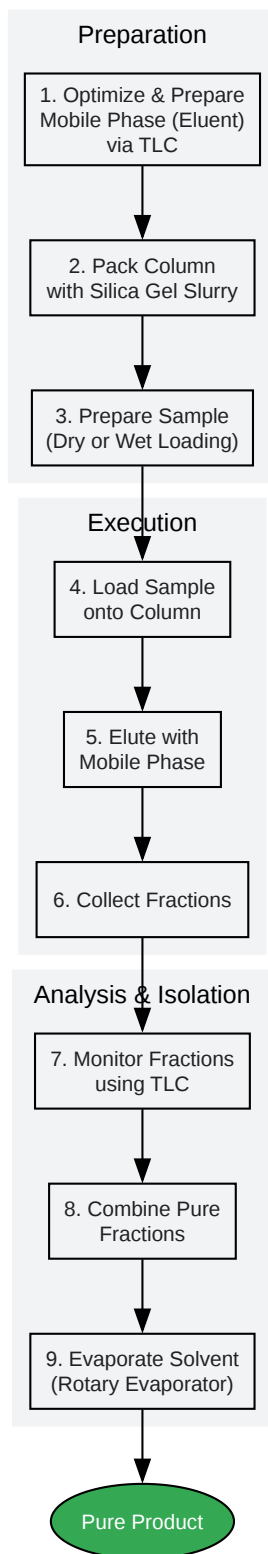 Preparation
1. Optimize & Prepare
Mobile Phase (Eluent)
via TLC
2. Pack Column
with Silica Gel Slurry
3. Prepare Sample
(Dry or Wet Loading)
Execution
4. Load Sample
onto Column
5. Elute with
Mobile Phase
6. Collect Fractions
Analysis & Isolation
7. Monitor Fractions
using TLC
8. Combine Pure
Fractions
9. Evaporate Solvent
(Rotary Evaporator)
Pure Product